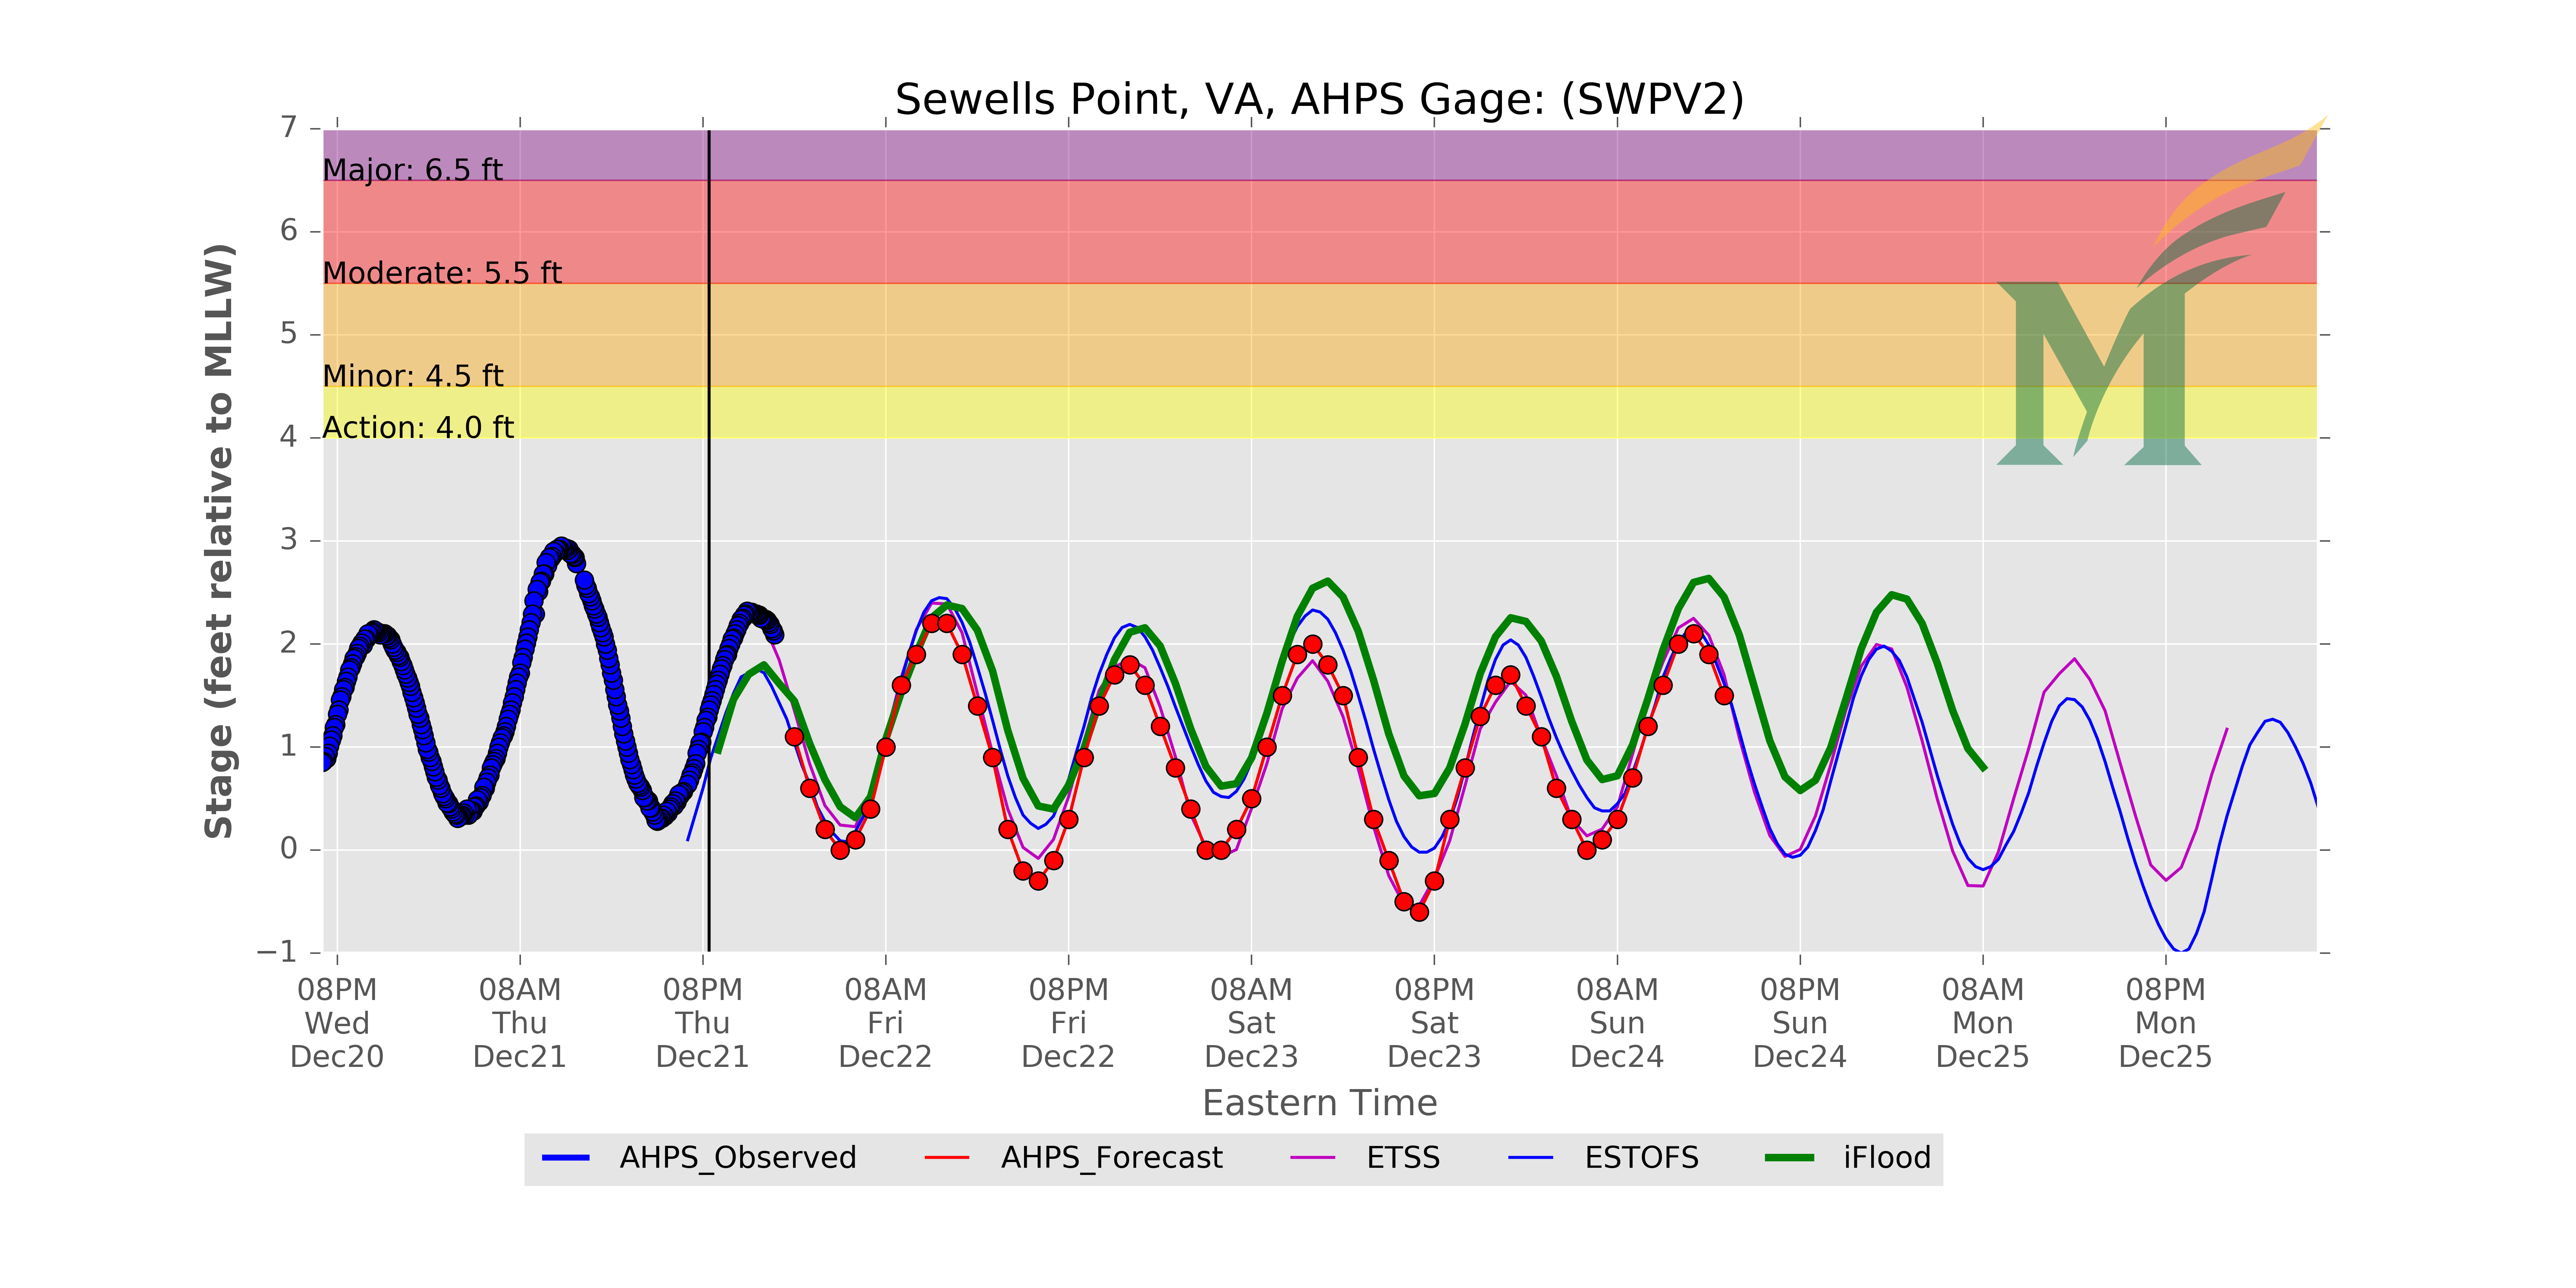 Sewells Point, VA, AHPS Gage: (SWPV2)
Stage (feet relative to MLLW)
7
6
5
4
3
2
1
0
−1
Major: 6.5 ft
Moderate: 5.5 ft
Minor: 4.5 ft
Action: 4.0 ft
M
08PM 08AM 08PM 08AM 08PM 08AM 08PM 08AM 08PM 08AM 08PM
Wed Thu Thu Fri Fri Sat Sat Sun Sun Mon Mon
Dec20 Dec21 Dec21 Dec22 Dec22 Dec23 Dec23 Dec24 Dec24 Dec25 Dec25
Eastern Time
AHPS_Observed AHPS_Forecast ETSS ESTOFS iFlood